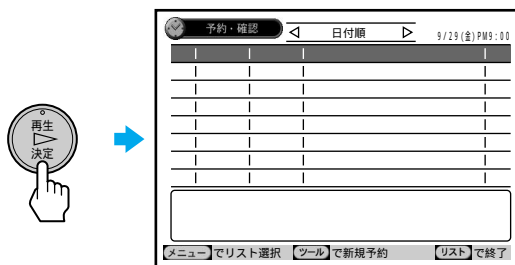 予約・確認 ◁ 日付順 ▷ 9/29(金)PM9:00
再生
決定
メニューでリスト選択 ツールで新規予約 リストで終了